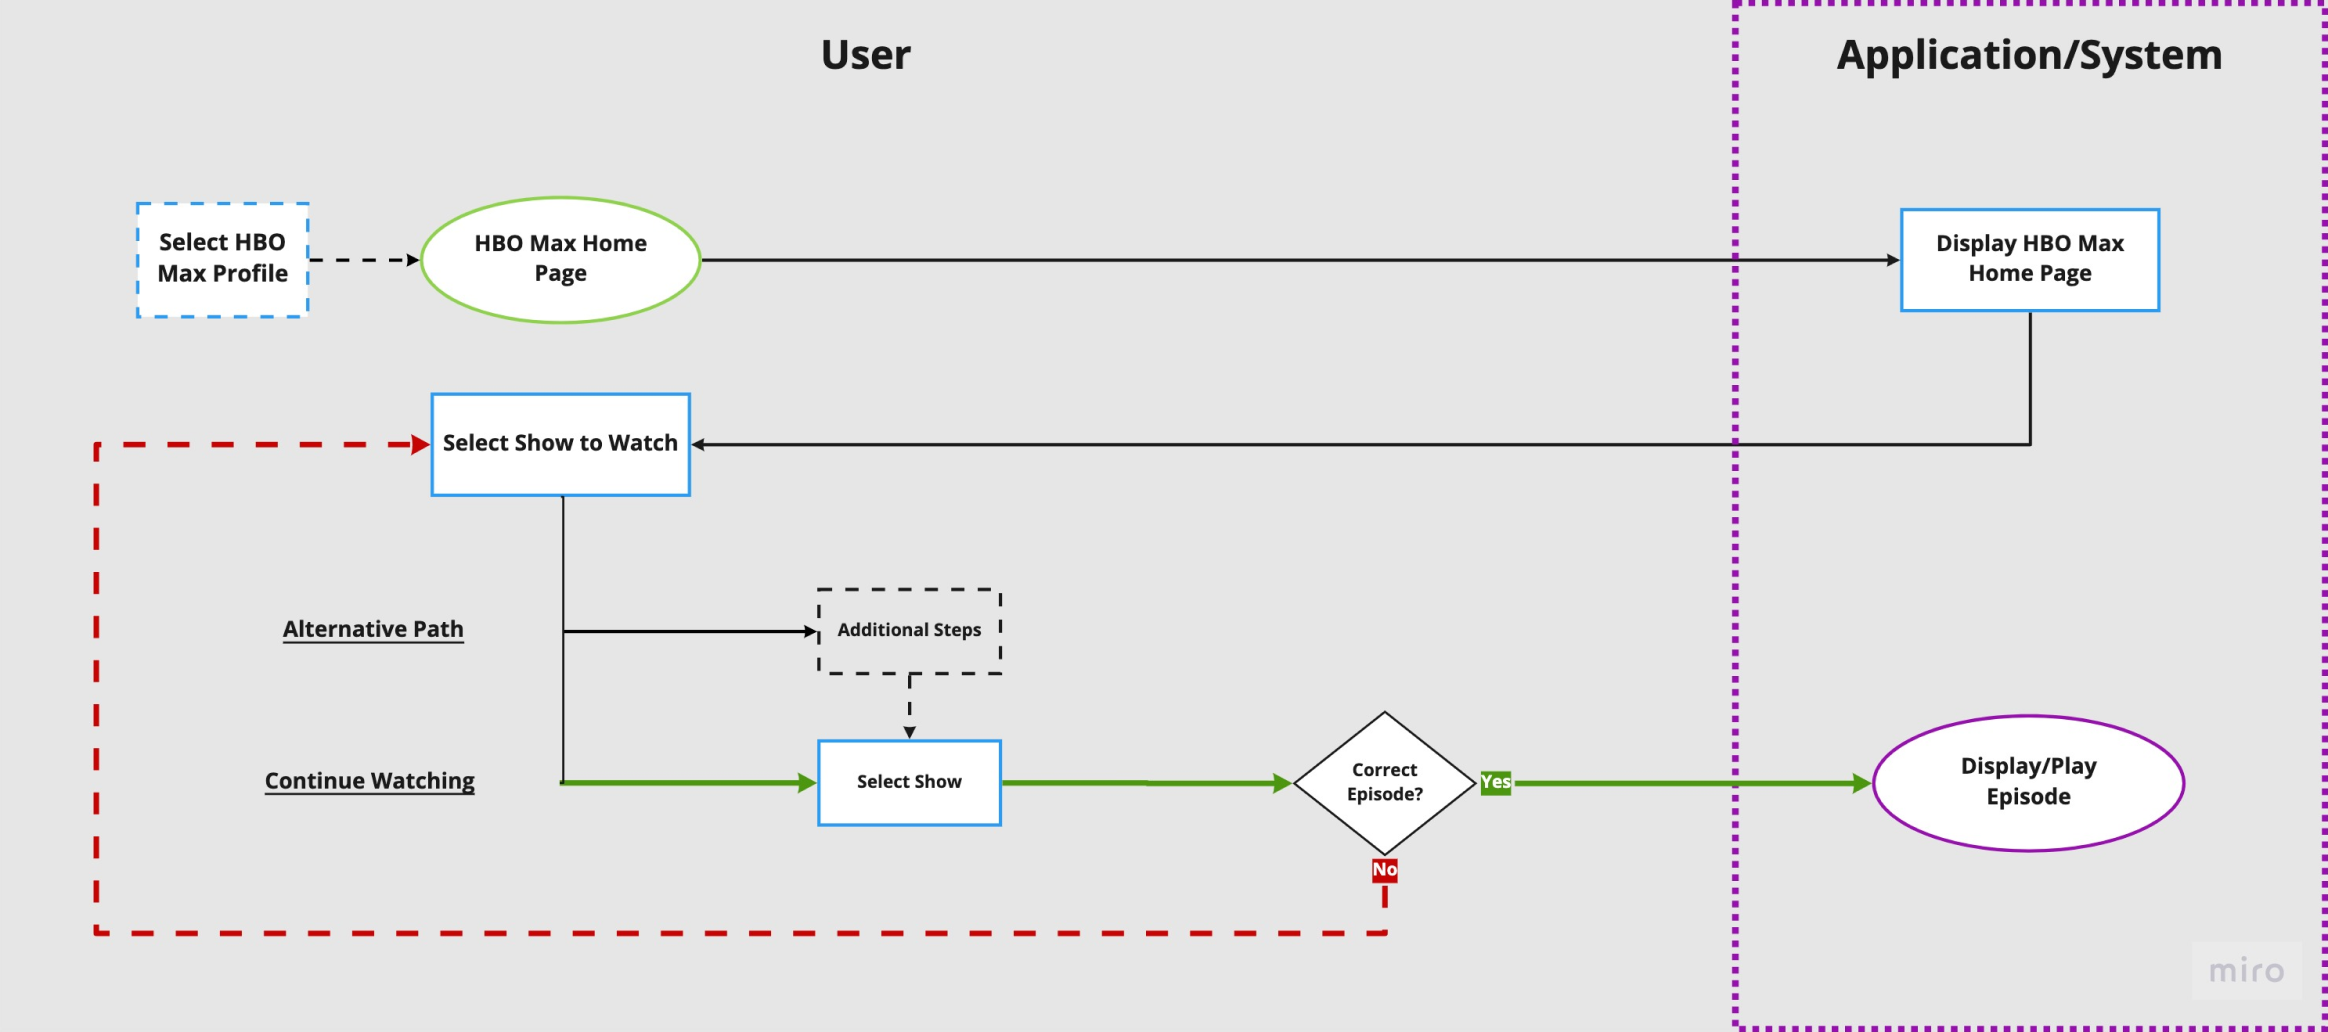 User
Application/System
Select HBO
Max Profile
HBO Max Home
Page
Display HBO Max
Home Page
Select Show to Watch
Alternative Path
Additional Steps
Continue Watching
Select Show
Correct
Episode?
Yes
No
Display/Play
Episode
miro